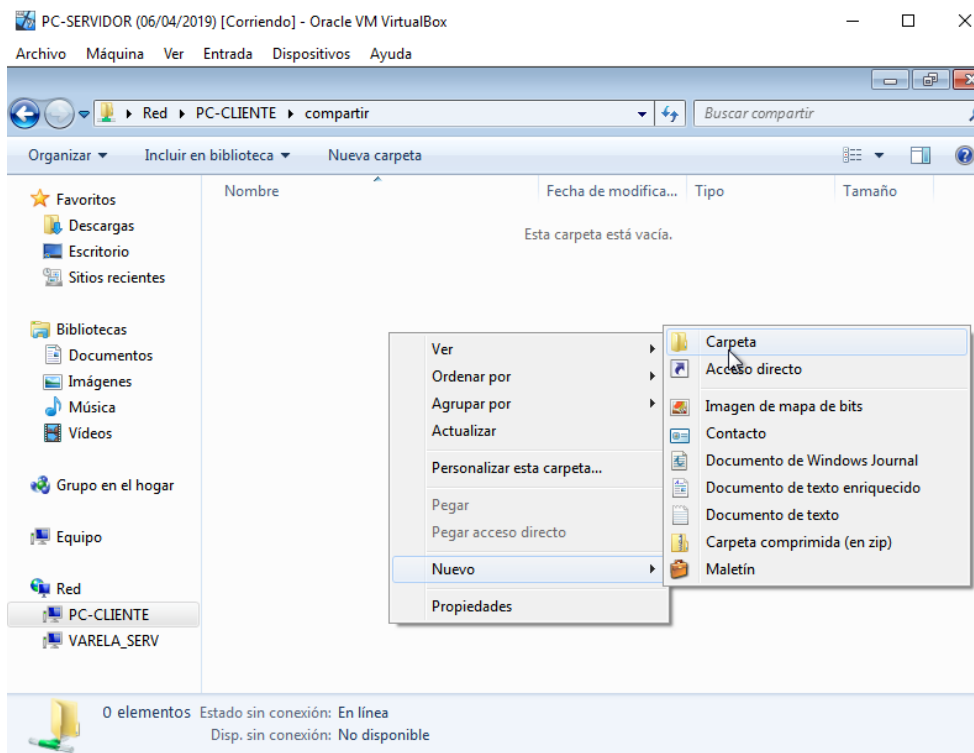 PC-SERVIDOR (06/04/2019) [Corriendo] - Oracle VM VirtualBox
Archivo Máquina Ver Entrada Dispositivos Ayuda
Red PC-CLIENTE compartir
Buscar compartir
Organizar Incluir en biblioteca Nueva carpeta
Nombre Fecha de modifica... Tipo Tamaño
Esta carpeta está vacía.
Favoritos
Descargas
Escritorio
Sitios recientes
Bibliotecas
Documentos
Imágenes
Música
Vídeos
Grupo en el hogar
Equipo
Red
PC-CLIENTE
VARELA_SERV
Ver
Ordenar por
Agrupar por
Actualizar
Personalizar esta carpeta...
Pegar
Pegar acceso directo
Nuevo
Propiedades
Carpeta
Acceso directo
Imagen de mapa de bits
Contacto
Documento de Windows Journal
Documento de texto enriquecido
Documento de texto
Carpeta comprimida (en zip)
Maletín
0 elementos Estado sin conexión: En línea
Disp. sin conexión: No disponible